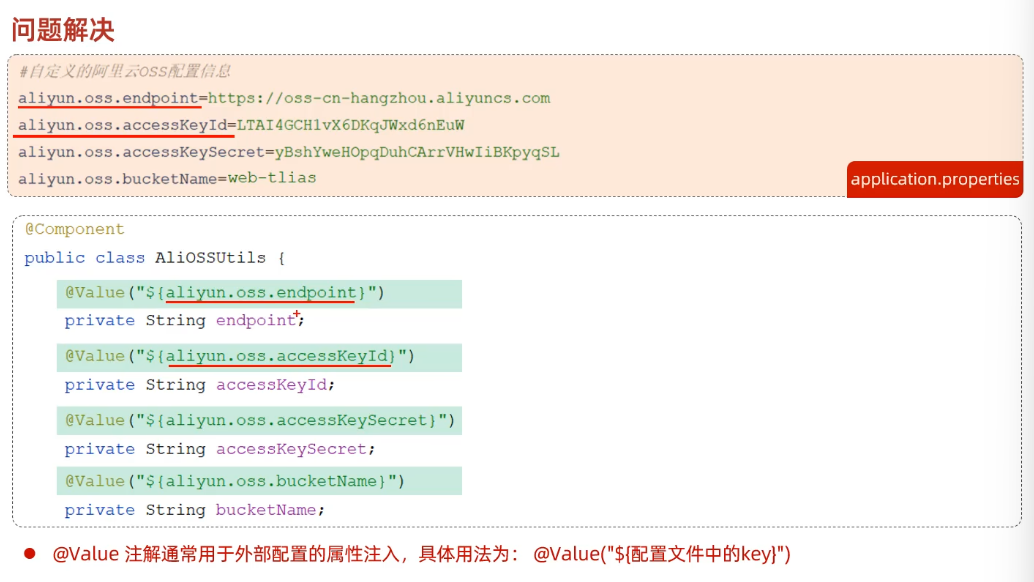 问题解决
#自定义的阿里云OSS配置信息
aliyun.oss.endpoint=https://oss-cn-hangzhou.aliyuncs.com
aliyun.oss.accessKeyId=LTAI4GCH1vX6DKqJWxd6nEuW
aliyun.oss.accessKeySecret=yBshYweHOpqDuhCArrVHwIiBKpyqSL
aliyun.oss.bucketName=web-tlias
application.properties
@Component
public class AliOSSUtils {
@Value("${aliyun.oss.endpoint}")
private String endpoint;
@Value("${aliyun.oss.accessKeyId}")
private String accessKeyId;
@Value("${aliyun.oss.accessKeySecret}")
private String accessKeySecret;
@Value("${aliyun.oss.bucketName}")
private String bucketName;
● @Value 注解通常用于外部配置的属性注入，具体用法为： @Value("${配置文件中的key}")